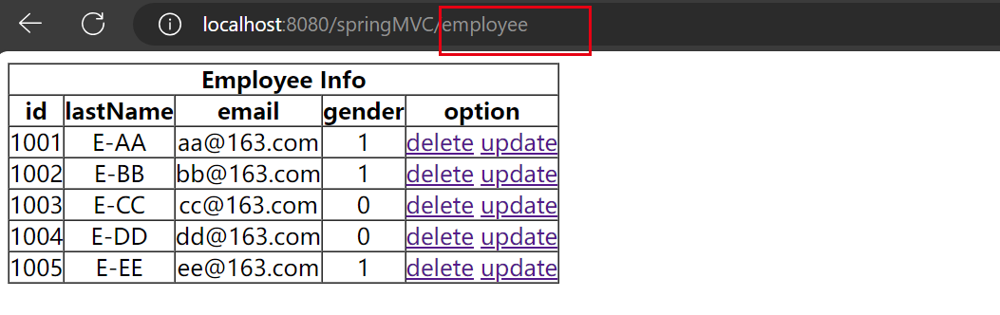 localhost:8080/springMVC/employee
Employee Info
id lastName email gender option
1001 E-AA aa@163.com 1 delete update
1002 E-BB bb@163.com 1 delete update
1003 E-CC cc@163.com 0 delete update
1004 E-DD dd@163.com 0 delete update
1005 E-EE ee@163.com 1 delete update